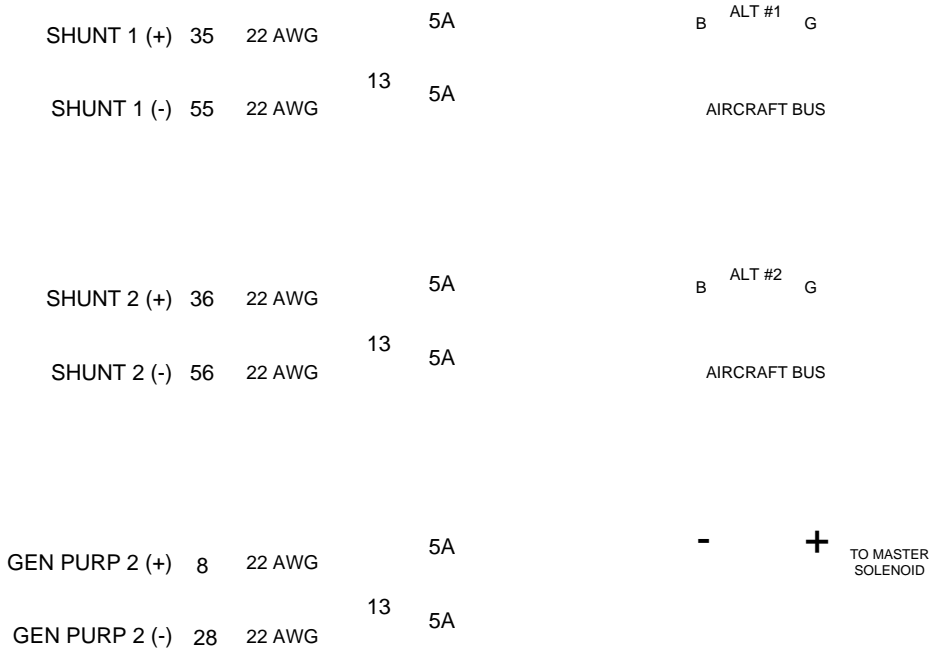 5A
B ALT #1 G
SHUNT 1 (+) 35 22 AWG
13 5A
SHUNT 1 (-) 55 22 AWG AIRCRAFT BUS
5A
B ALT #2 G
SHUNT 2 (+) 36 22 AWG
13 5A
SHUNT 2 (-) 56 22 AWG AIRCRAFT BUS
5A - +
GEN PURP 2 (+) 8 22 AWG TO MASTER
SOLENOID
13 5A
GEN PURP 2 (-) 28 22 AWG